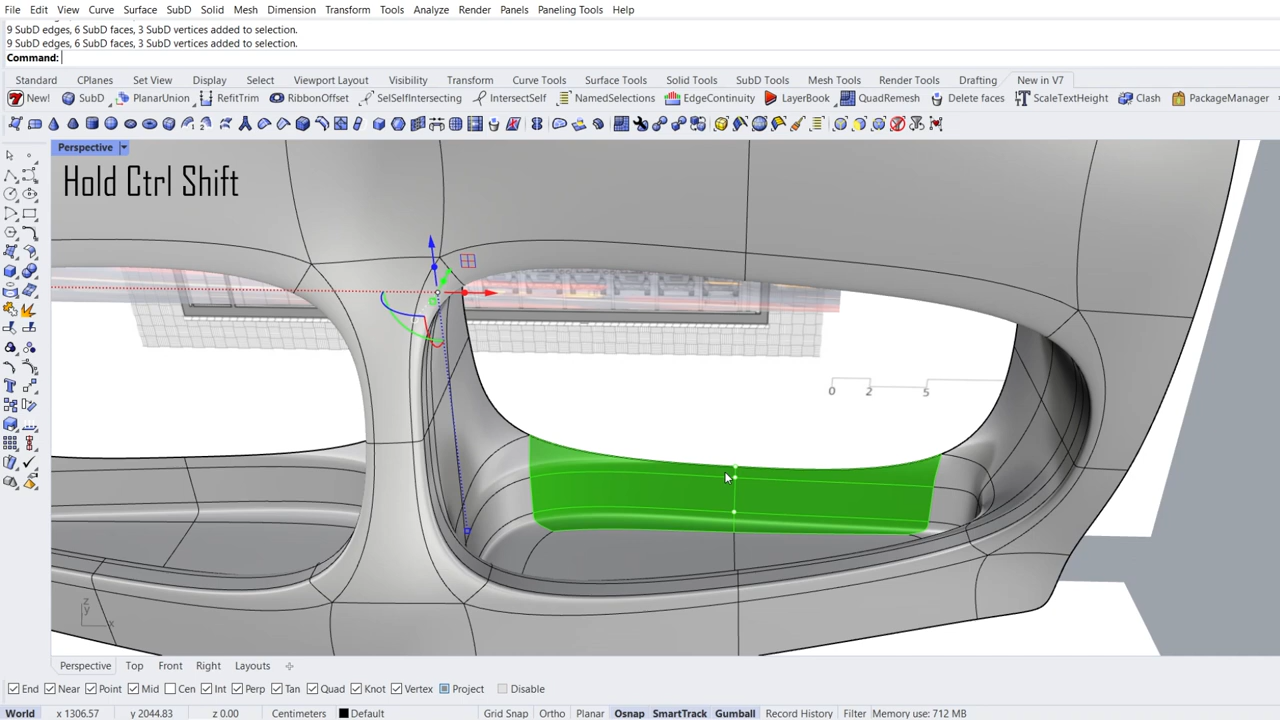 File Edit View Curve Surface SubD Solid Mesh Dimension Transform Tools Analyze Render Panels Paneling Tools Help
9 SubD edges, 6 SubD faces, 3 SubD vertices added to selection.
9 SubD edges, 6 SubD faces, 3 SubD vertices added to selection.
Command:
Standard CPlanes Set View Display Select Viewport Layout Visibility Transform Curve Tools Surface Tools Solid Tools SubD Tools Mesh Tools Render Tools Drafting New in V7
New! SubD PlanarUnion RefitTrim RibbonOffset SelSelfIntersecting IntersectSelf NamedSelections EdgeContinuity LayerBook QuadRemesh Delete faces ScaleTextHeight Clash PackageManager
Perspective
Hold Ctrl Shift
0 2 5
z
y
x
Perspective Top Front Right Layouts
End Near Point Mid Cen Int Perp Tan Quad Knot Vertex Project Disable
World x 1306.57 y 2044.83 z 0.00 Centimeters Default Grid Snap Ortho Planar Osnap SmartTrack Gumball Record History Filter Memory use: 712 MB